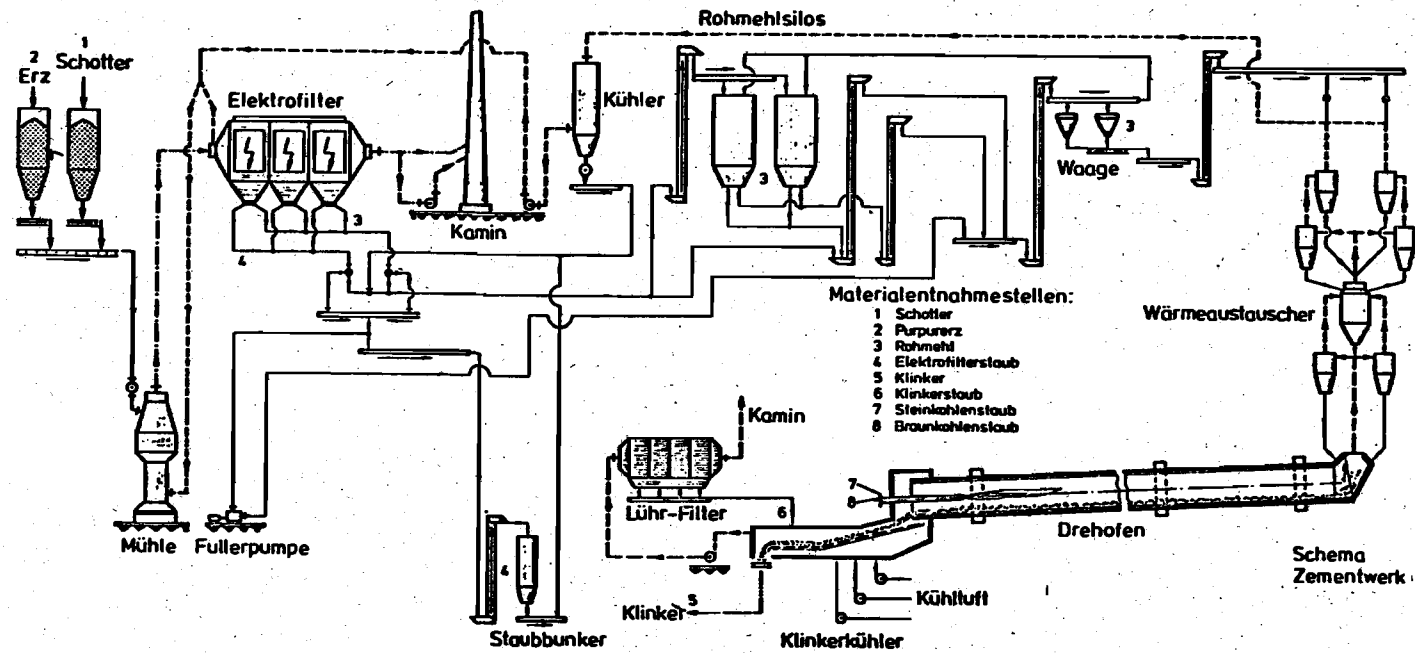 Rohmehlsilos
1
2
Schotter
Erz
Elektrofilter
Kühler
3
Waage
3
3
Kamin
4
Materialentnahmestellen:
1 Schotter
2 Purpurerz
3 Rohmehl
4 Elektrofilterstaub
5 Klinker
6 Klinkerstaub
7 Steinkohlenstaub
8 Braunkohlenstaub
Wärmeaustauscher
Kamin
7
8
Lühr-Filter
6
Drehofen
Mühle
Fullerpumpe
4
Schema
Zementwerk
Klinker
5
Kühlluft
Staubbunker
Klinkerkühler